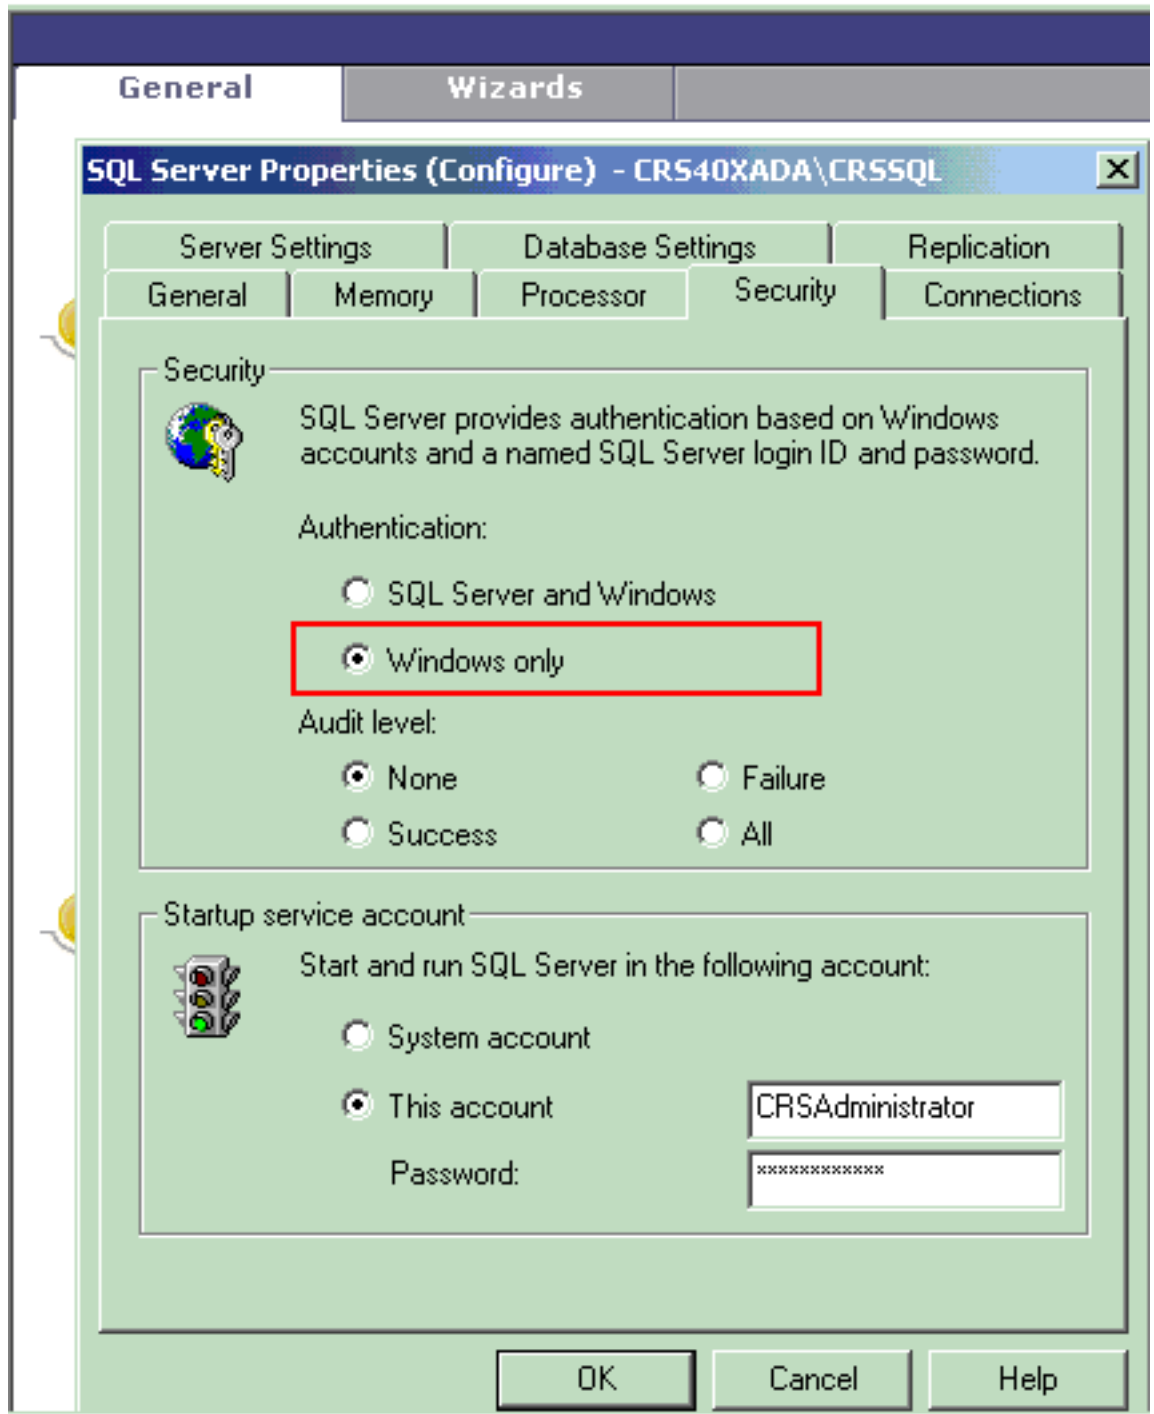 General Wizards
SQL Server Properties (Configure) - CRS40XADA\CRSSQL
Server Settings Database Settings Replication
General Memory Processor Security Connections
Security
SQL Server provides authentication based on Windows
accounts and a named SQL Server login ID and password.
Authentication:
SQL Server and Windows
Windows only
Audit level:
None Failure
Success All
Startup service account
Start and run SQL Server in the following account:
System account
This account CRSAdministrator
Password: ************
OK Cancel Help